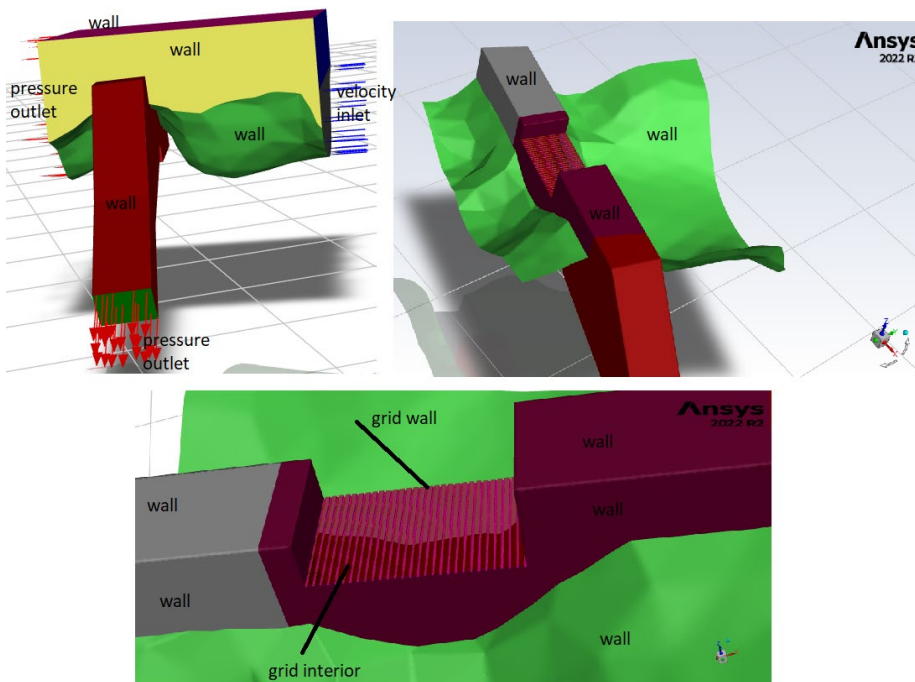 wall
wall
pressure
outlet
velocity
inlet
wall
wall
pressure
outlet
Ansys
2022 R2
wall
wall
wall
grid wall
Ansys
2022 R2
wall
wall
wall
wall
wall
grid interior